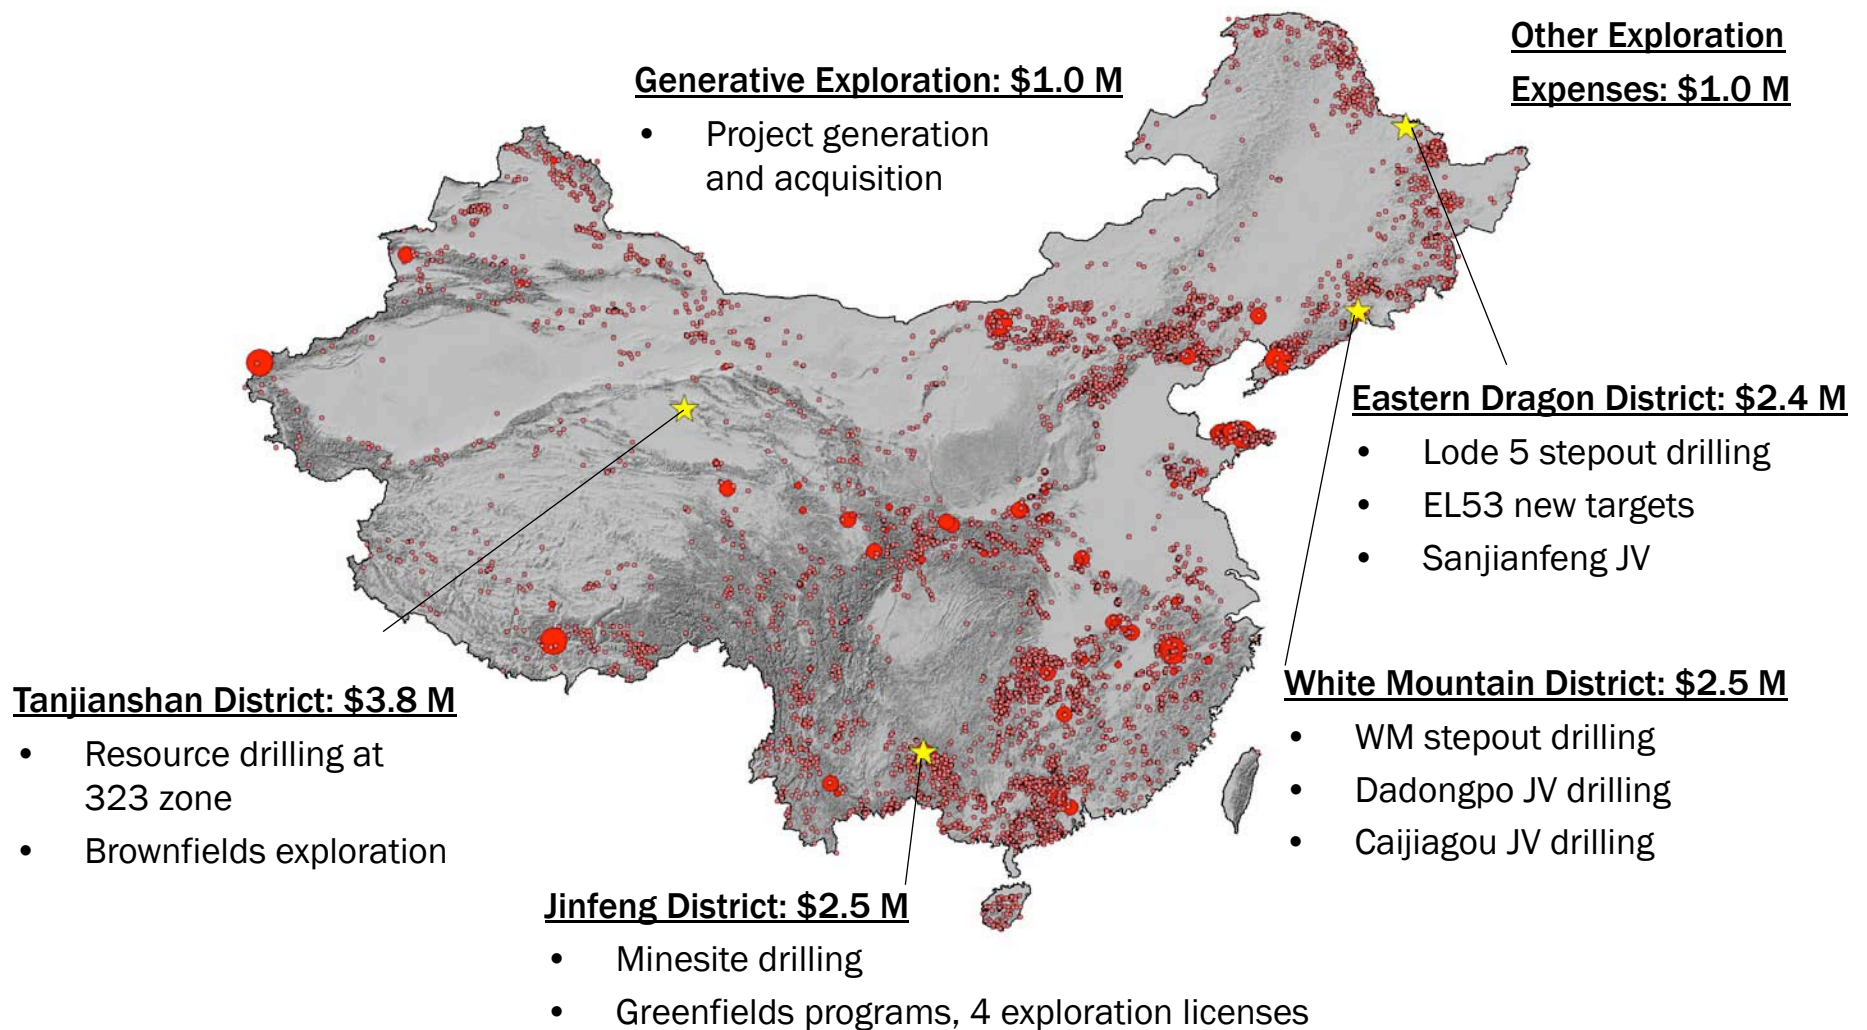 Other Exploration
Expenses: $1.0 M
Generative Exploration: $1.0 M
• Project generation
and acquisition
Eastern Dragon District: $2.4 M
• Lode 5 stepout drilling
• EL53 new targets
• Sanjianfeng JV
White Mountain District: $2.5 M
• WM stepout drilling
• Dadongpo JV drilling
• Caijiagou JV drilling
Tanjianshan District: $3.8 M
• Resource drilling at
323 zone
• Brownfields exploration
Jinfeng District: $2.5 M
• Minesite drilling
• Greenfields programs, 4 exploration licenses